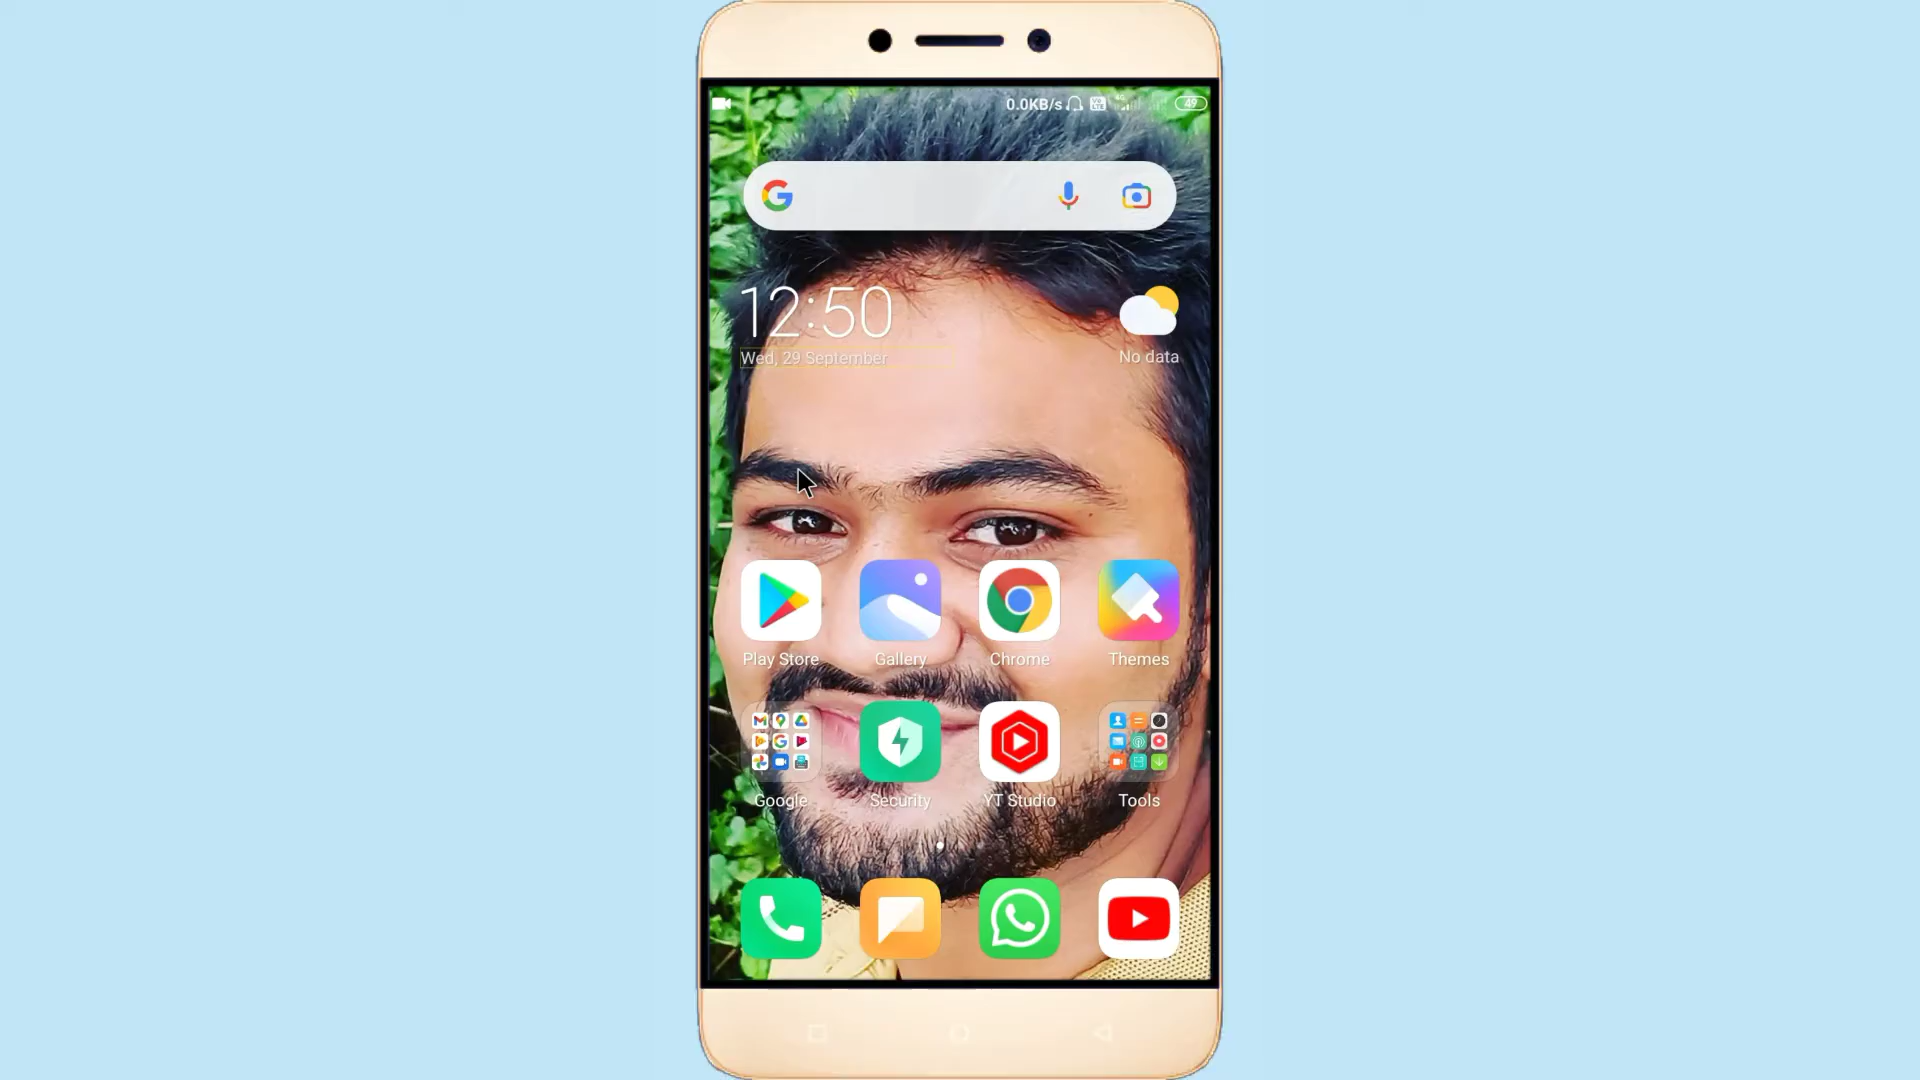 0.0KB/s 49
12:50
Wed, 29 September
No data
Play Store Gallery Chrome Themes
Google Security YT Studio Tools